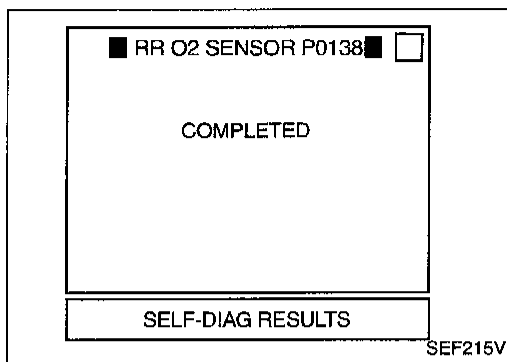 RR O2 SENSOR P0138
COMPLETED
SELF-DIAG RESULTS
SEF215V